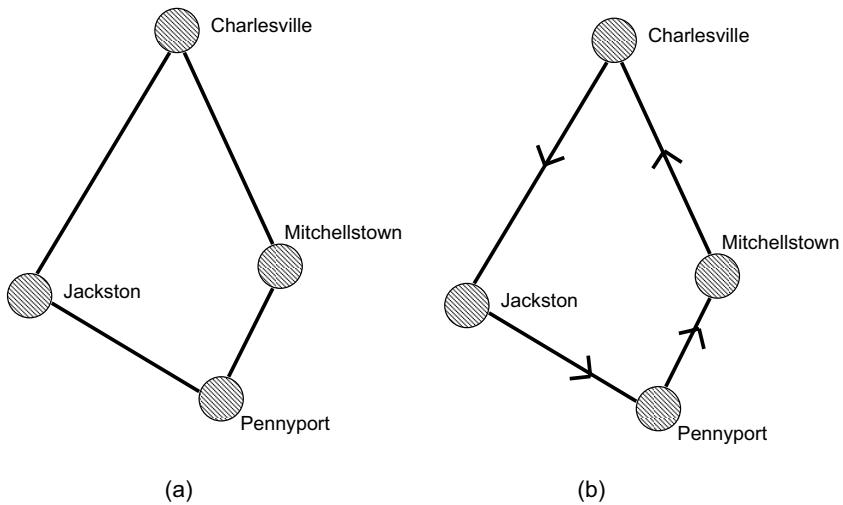 Charlesville
Mitchellstown
Jackston
Pennyport
(a)
Charlesville
Mitchellstown
Jackston
Pennyport
(b)